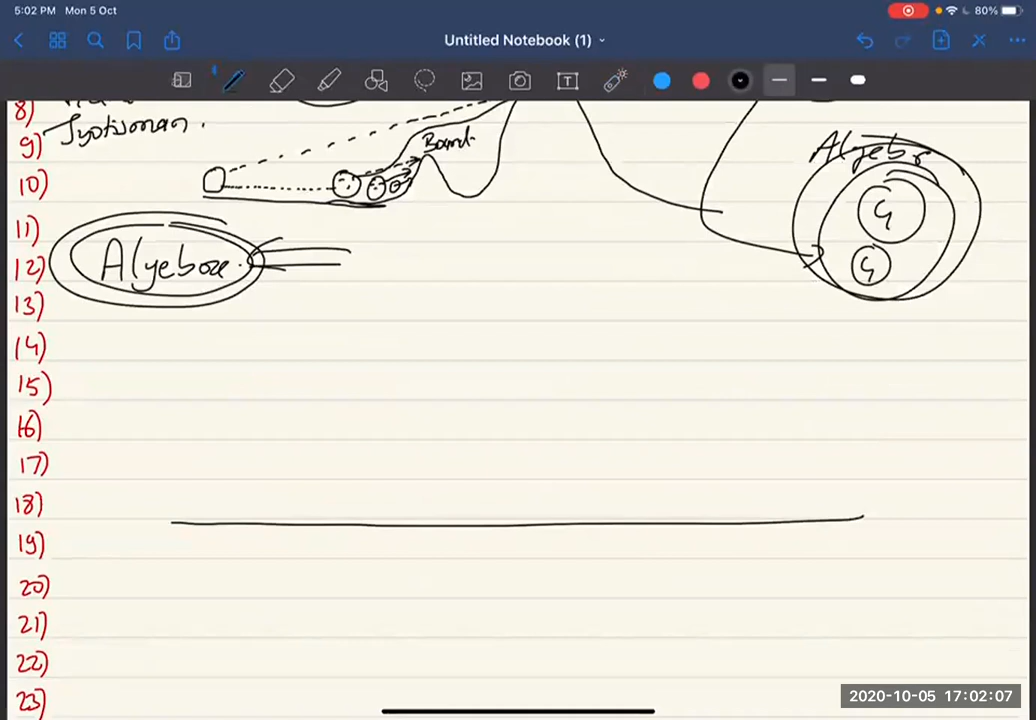 5:02 PM Mon 5 Oct
80%
Untitled Notebook (1)
T
8)
9) Jyotisman.
Board
Algebr
10)
G
11)
12) Algebra
G
13)
14)
15)
16)
17)
18)
19)
20)
21)
22)
23)
2020-10-05 17:02:07